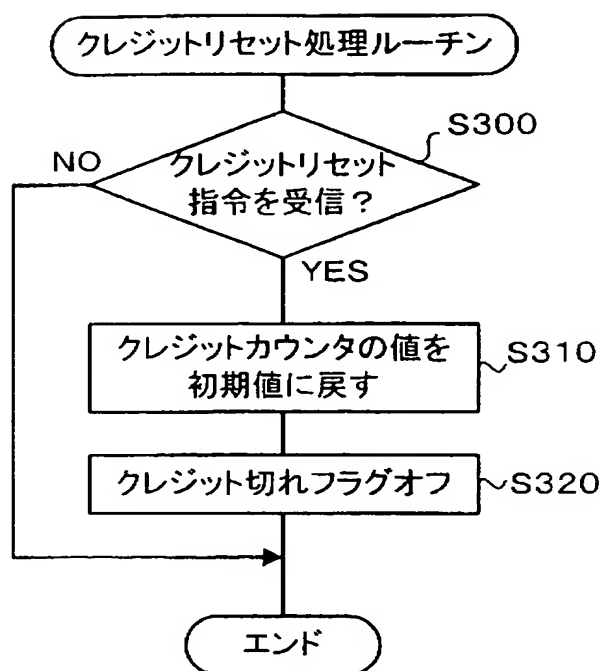 クレジットリセット処理ルーチン
S300
NO
クレジットリセット
指令を受信？
YES
クレジットカウンタの値を
初期値に戻す
S310
クレジット切れフラグオフ
S320
エンド